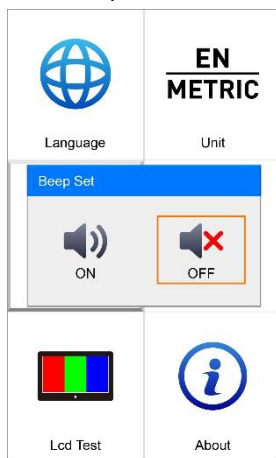 EN
METRIC
Language Unit
Beep Set
ON OFF
i
Lcd Test About